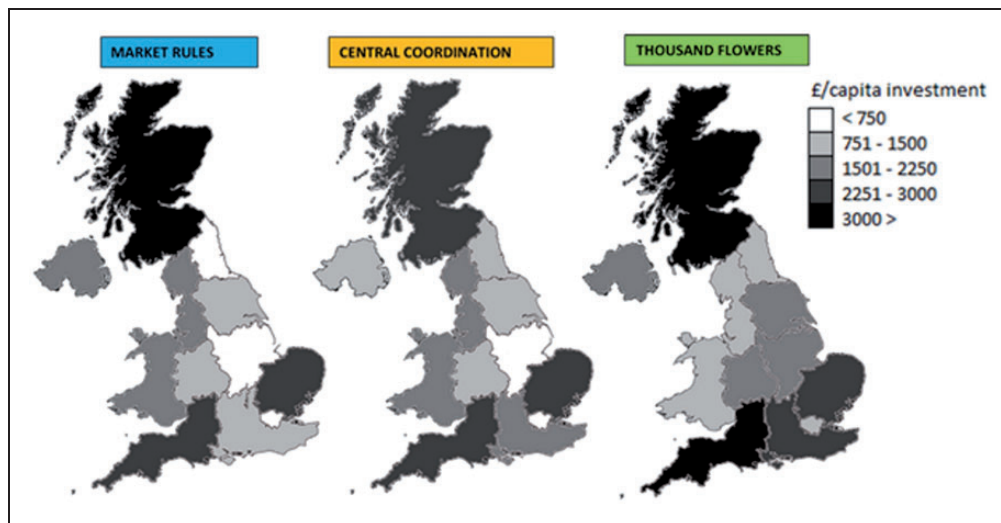 MARKET RULES
CENTRAL COORDINATION
THOUSAND FLOWERS
£/capita investment
< 750
751 - 1500
1501 - 2250
2251 - 3000
3000 >